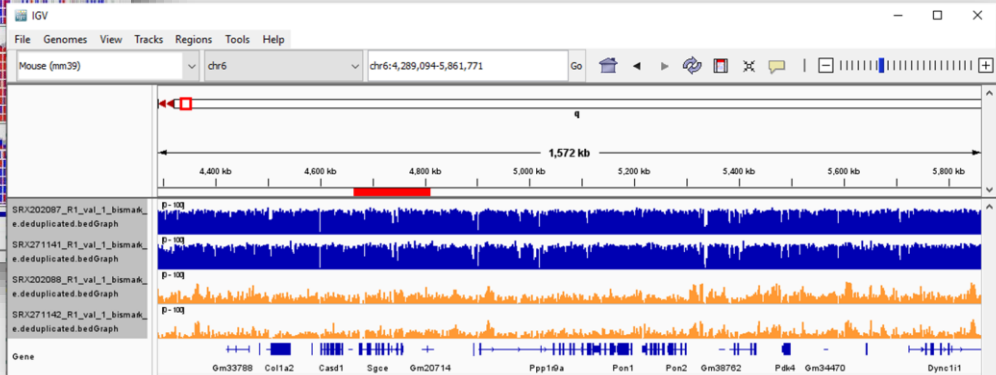 IGV
File Genomes View Tracks Regions Tools Help
Mouse (mm39) chr6 chr6:4,289,094-5,861,771 Go
q
1,572 kb
4,400 kb 4,600 kb 4,800 kb 5,000 kb 5,200 kb 5,400 kb 5,600 kb 5,800 kb
SRX202087_R1_val_1_bismark_
e.deduplicated.bedGraph
[0 - 100]
SRX271141_R1_val_1_bismark_
e.deduplicated.bedGraph
[0 - 100]
SRX202088_R1_val_1_bismark_
e.deduplicated.bedGraph
[0 - 100]
SRX271142_R1_val_1_bismark_
e.deduplicated.bedGraph
[0 - 100]
Gene
Gm33788 Col1a2 Casd1 Sgce Gm20714 Ppp1r9a Pon1 Pon2 Gm38762 Pdk4 Gm34470 Dync1i1